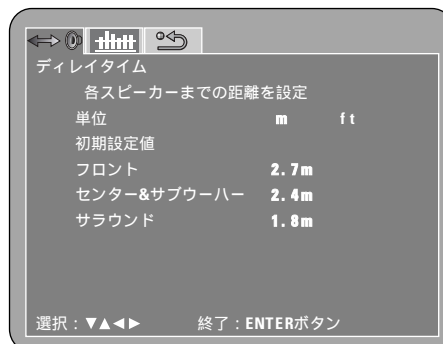 ディレイタイム
各スピーカーまでの距離を設定
単位 m ft
初期設定値
フロント 2.7m
センター&サブウーハー 2.4m
サラウンド 1.8m
選択：▼▲◀▶ 終了：ENTERボタン